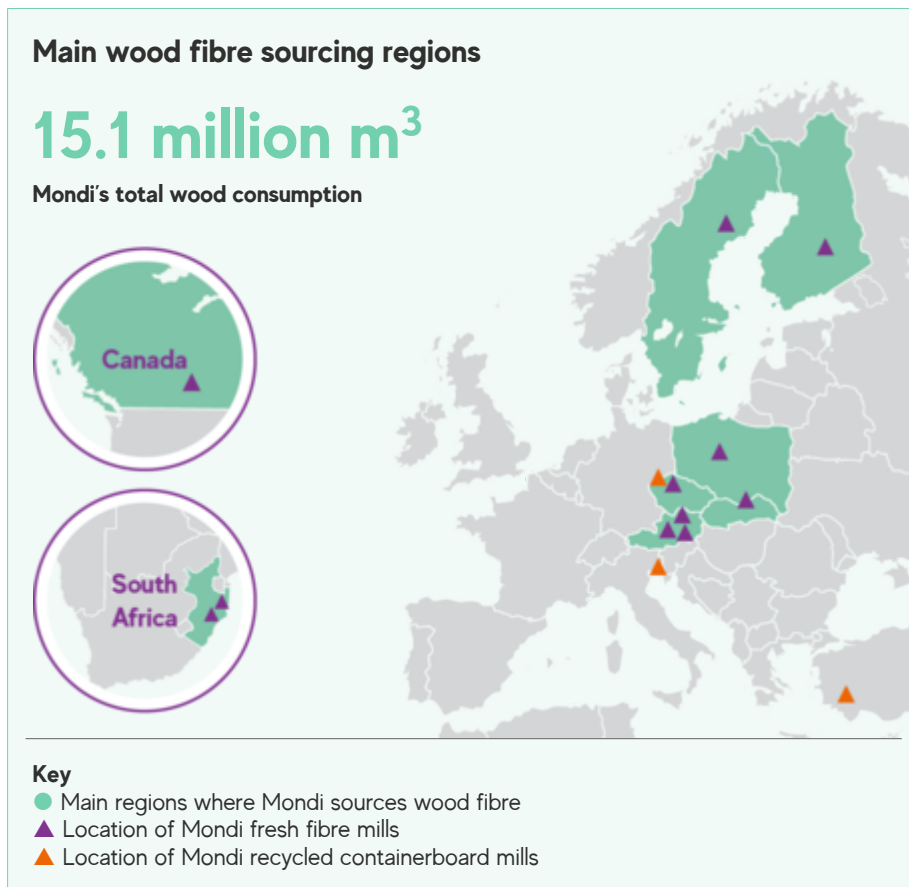 Main wood fibre sourcing regions
15.1 million m³
Mondi's total wood consumption
Canada
South
Africa
Key
Main regions where Mondi sources wood fibre
Location of Mondi fresh fibre mills
Location of Mondi recycled containerboard mills